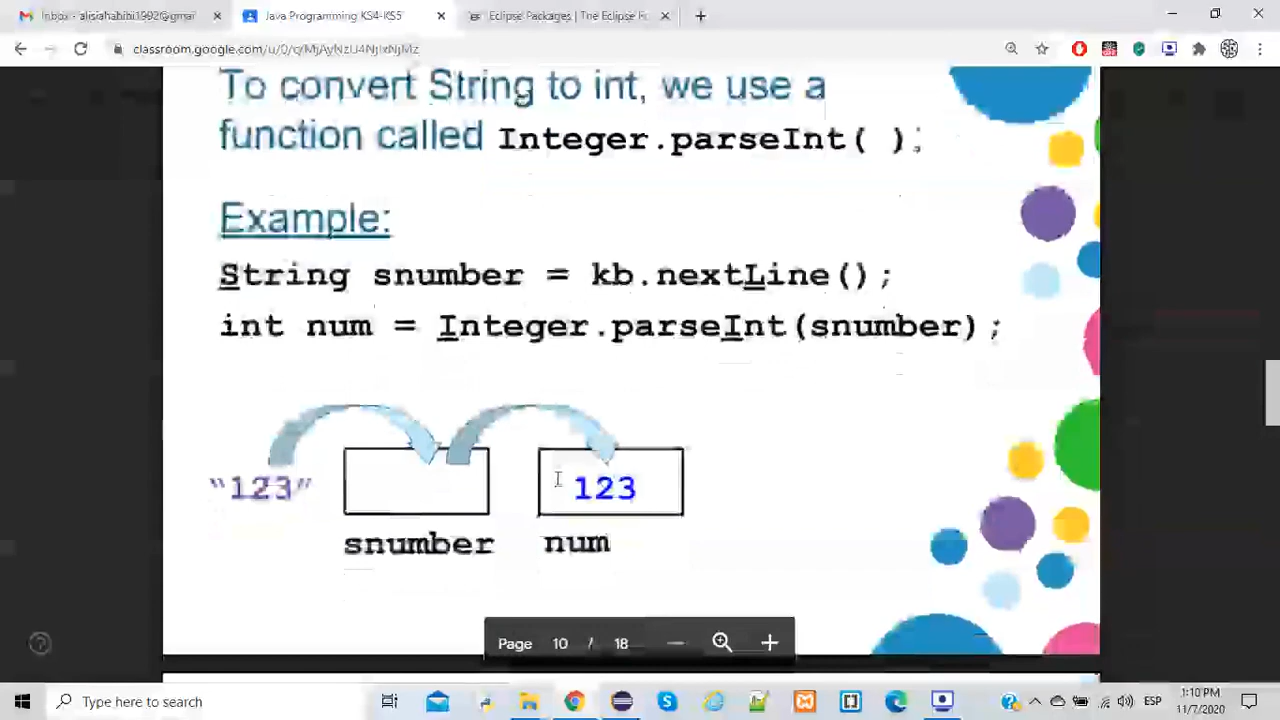 Inbox - alisihabibi1992@gmail
Java Programming KS4-KS5
Eclipse Packages | The Eclipse F
classroom.google.com/u/0/c/MjAyNzU4NjIxNjMz
To convert String to int, we use a
function called Integer.parseInt( );
Example:
String snumber = kb.nextLine();
int num = Integer.parseInt(snumber);
“123”
123
snumber
num
Page 10 / 18
Type here to search
ESP
1:10 PM
11/7/2020